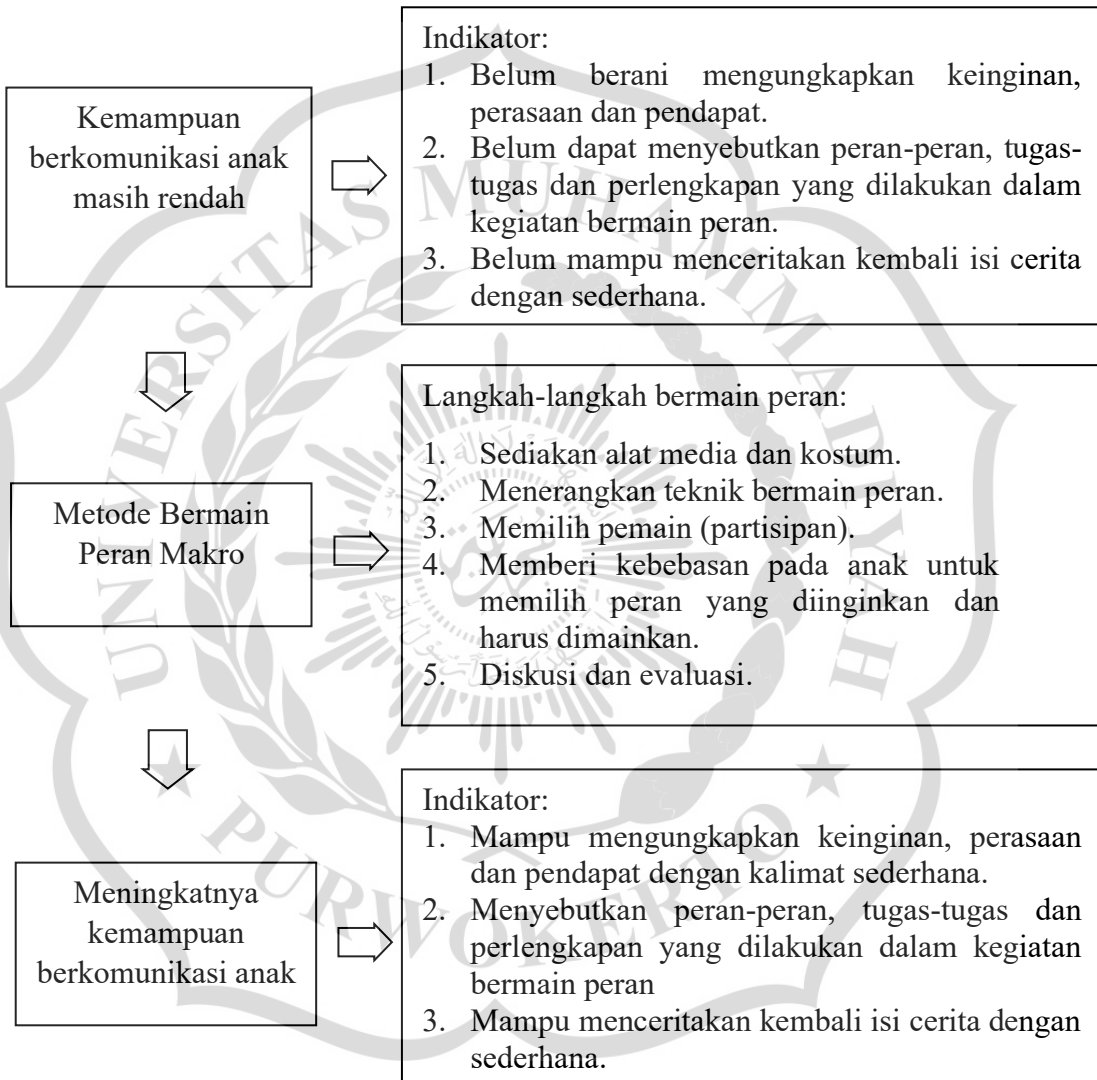 Kemampuan
berkomunikasi anak
masih rendah
Indikator:
1. Belum berani mengungkapkan keinginan,
perasaan dan pendapat.
2. Belum dapat menyebutkan peran-peran, tugas-
tugas dan perlengkapan yang dilakukan dalam
kegiatan bermain peran.
3. Belum mampu menceritakan kembali isi cerita
dengan sederhana.
Metode Bermain
Peran Makro
Langkah-langkah bermain peran:
1. Sediakan alat media dan kostum.
2. Menerangkan teknik bermain peran.
3. Memilih pemain (partisipan).
4. Memberi kebebasan pada anak untuk
memilih peran yang diinginkan dan
harus dimainkan.
5. Diskusi dan evaluasi.
Meningkatnya
kemampuan
berkomunikasi anak
Indikator:
1. Mampu mengungkapkan keinginan, perasaan
dan pendapat dengan kalimat sederhana.
2. Menyebutkan peran-peran, tugas-tugas dan
perlengkapan yang dilakukan dalam kegiatan
bermain peran
3. Mampu menceritakan kembali isi cerita dengan
sederhana.
UNIVERSITAS MUHAMMADIYAH
PURWOKERTO